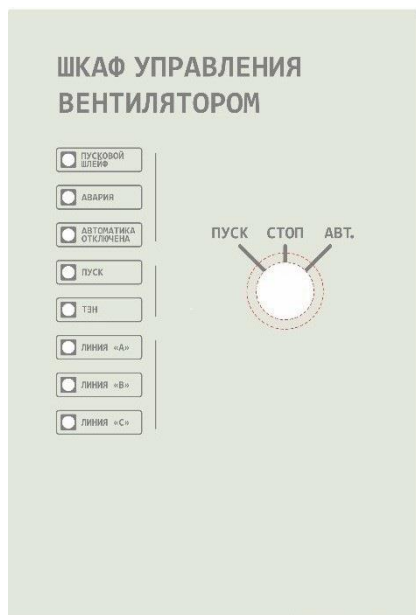 ШКАФ УПРАВЛЕНИЯ
ВЕНТИЛЯТОРОМ
ПУСКОВОЙ
ШЛЕЙФ
АВАРИЯ
АВТОМАТИКА
ОТКЛЮЧЕНА
ПУСК
ТЭН
ЛИНИЯ «А»
ЛИНИЯ «В»
ЛИНИЯ «С»
ПУСК СТОП АВТ.